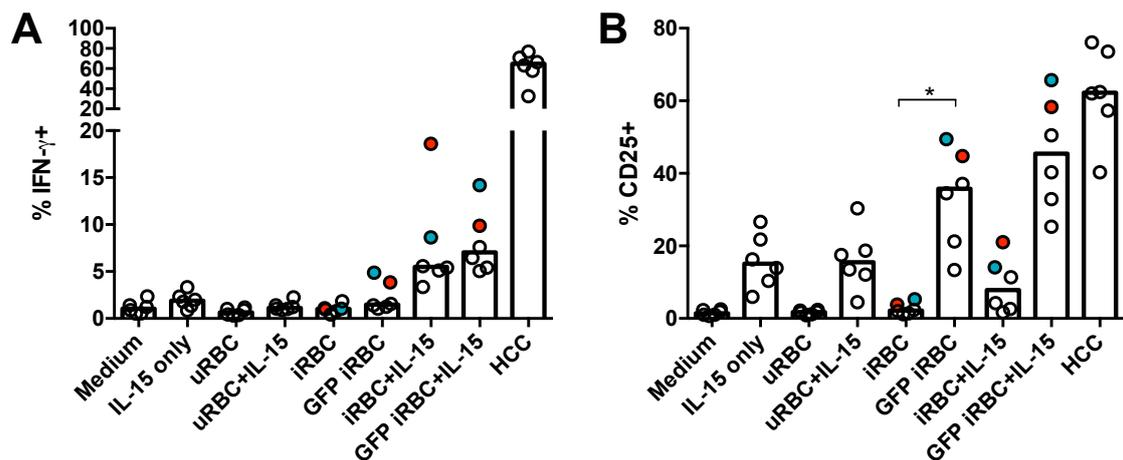 A
% IFN-γ+
100
80
60
40
20
20
15
10
5
0
Medium
IL-15 only
uRBC
uRBC+IL-15
iRBC
GFP iRBC
iRBC+IL-15
GFP iRBC+IL-15
HCC
B
% CD25+
80
60
40
20
0
*
Medium
IL-15 only
uRBC
uRBC+IL-15
iRBC
GFP iRBC
iRBC+IL-15
GFP iRBC+IL-15
HCC